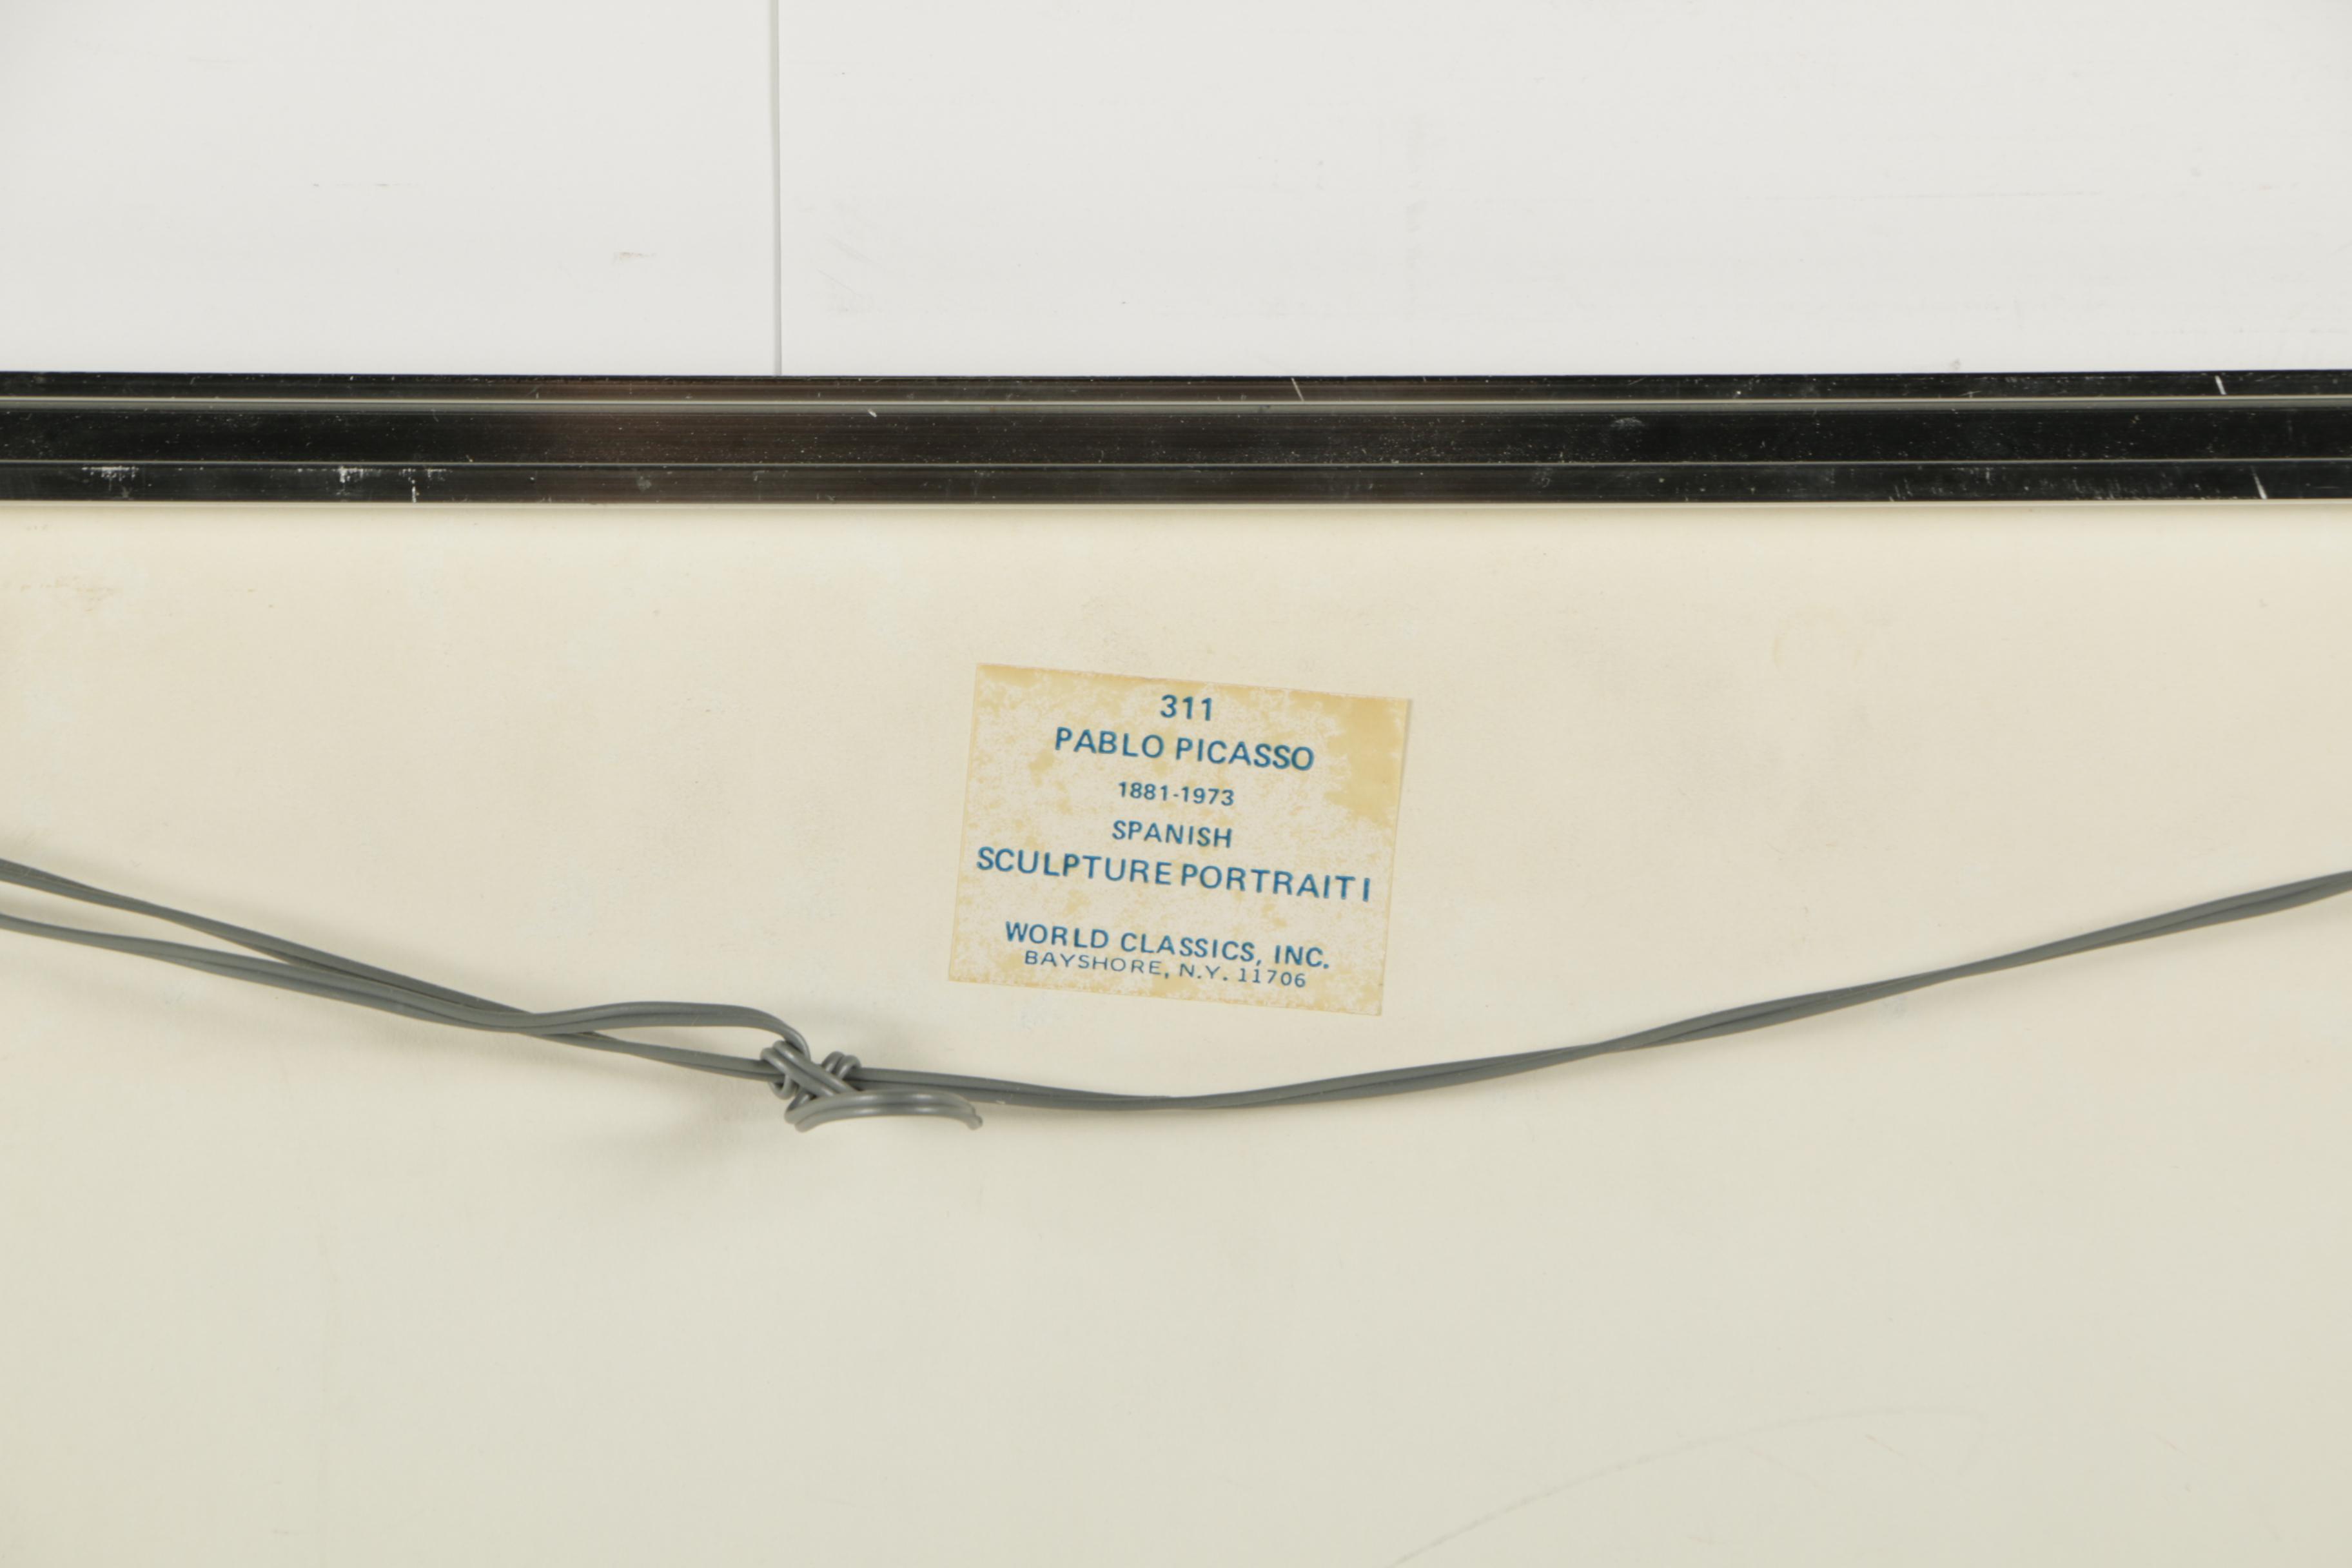 311
PABLO PICASSO
1881-1973
SPANISH
SCULPTURE PORTRAIT I
WORLD CLASSICS, INC.
BAYSHORE, N.Y. 11706